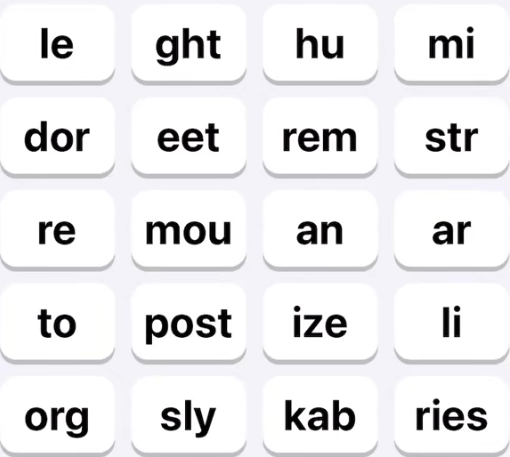 le ght hu mi
dor eet rem str
re mou an ar
to post ize li
org sly kab ries